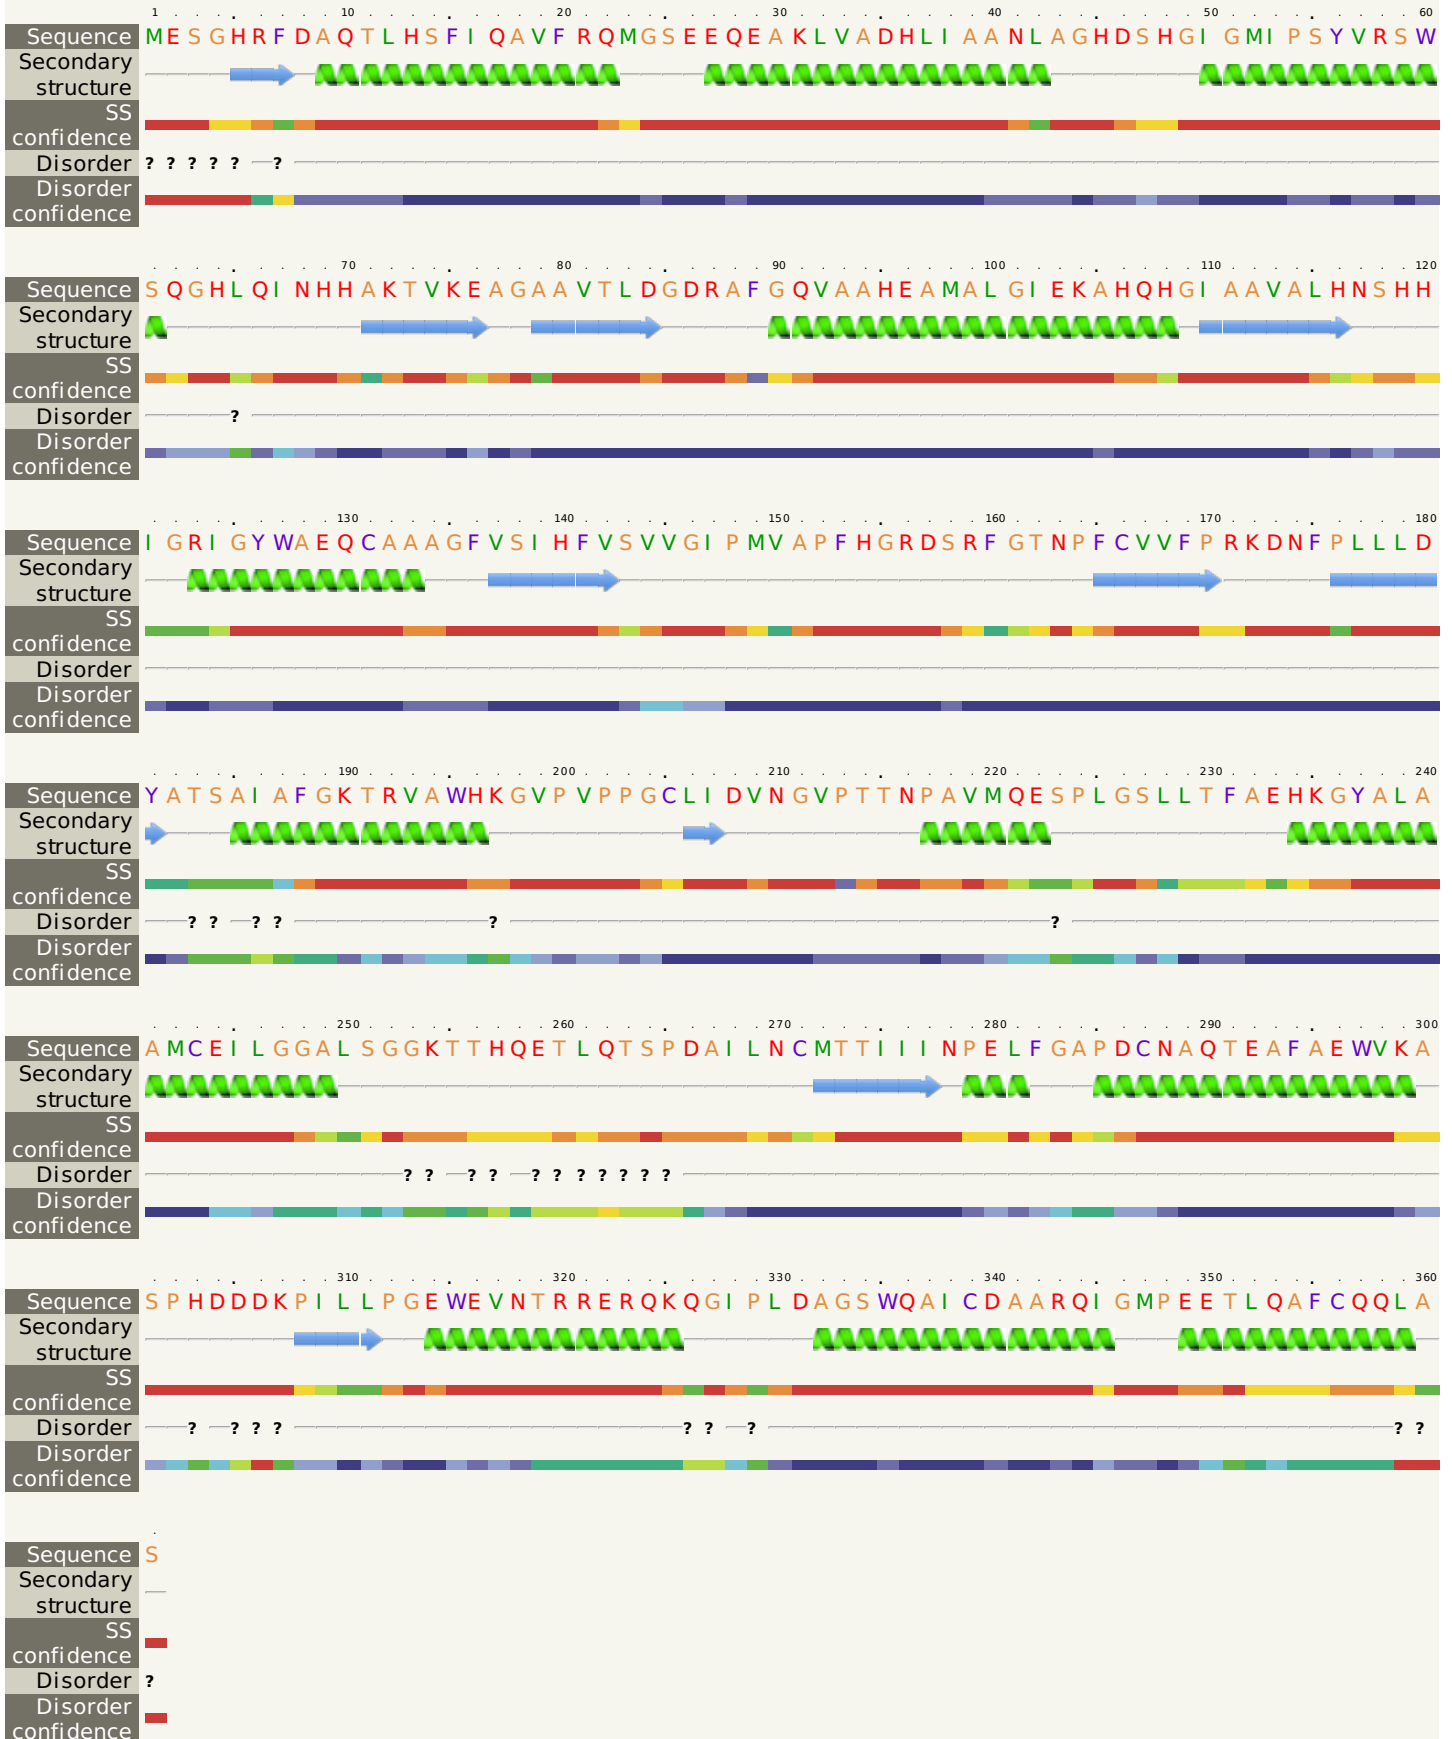 1 10 20 30 40 50 60
Sequence MESGHRFDAQTLHSFIQAVFRQMGSEEQEAKLVADHLIAANLAGHDSHGIGMIPSYVRSW
Secondary
structure
SS
confidence
Disorder ? ? ? ? ? ?
Disorder
confidence
70 80 90 100 110 120
Sequence SQGHLQINHHAKTVKEAGAAVTLDGDRAFGQVAAHEAMALGIEKAHQHGIAAVALHNSHH
Secondary
structure
SS
confidence
Disorder ?
Disorder
confidence
130 140 150 160 170 180
Sequence IGRIGYWAEQCAAAGFVSIHFVSVVGIPMVAPFHGRDSRFGTNPFCVVFPRKDNFPLLLD
Secondary
structure
SS
confidence
Disorder
Disorder
confidence
190 200 210 220 230 240
Sequence YATSAIAFGKTRVAWHKGVPVPPGCLIDVNGVPTTNPAVMQESPLGSLLTFAEHKGYALA
Secondary
structure
SS
confidence
Disorder ? ? ? ? ? ?
Disorder
confidence
250 260 270 280 290 300
Sequence AMCEILGGALSGGKTTHQETLQTSPDAILNCMTTIIINPELFGAPDCNAQTEAFAEWVKA
Secondary
structure
SS
confidence
Disorder ? ? ? ? ? ? ? ? ? ? ?
Disorder
confidence
310 320 330 340 350 360
Sequence SPHDDDKPILLPGEWEVNTRRERQKQGIPLDAGSWQAICDAARQIGMPEETLQAFCQQLA
Secondary
structure
SS
confidence
Disorder ? ? ? ? ? ? ? ? ?
Disorder
confidence
Sequence S
Secondary
structure
SS
confidence
Disorder ?
Disorder
confidence